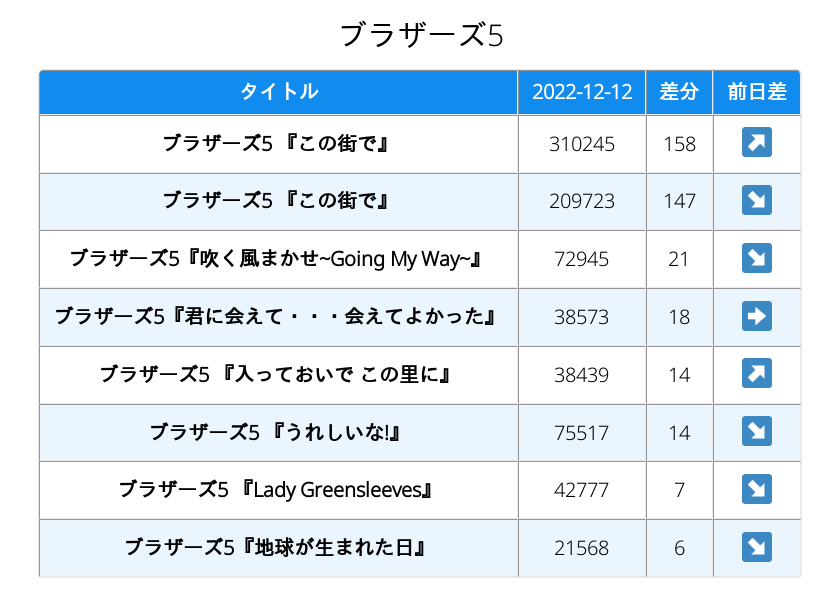 ブラザーズ5
タイトル 2022-12-12 差分 前日差
ブラザーズ5 『この街で』 310245 158 ↗
ブラザーズ5 『この街で』 209723 147 ↘
ブラザーズ5『吹く風まかせ~Going My Way~』 72945 21 ↘
ブラザーズ5『君に会えて・・・会えてよかった』 38573 18 ➡
ブラザーズ5 『入っておいで この里に』 38439 14 ↗
ブラザーズ5 『うれしいな!』 75517 14 ↘
ブラザーズ5 『Lady Greensleeves』 42777 7 ↘
ブラザーズ5『地球が生まれた日』 21568 6 ↘